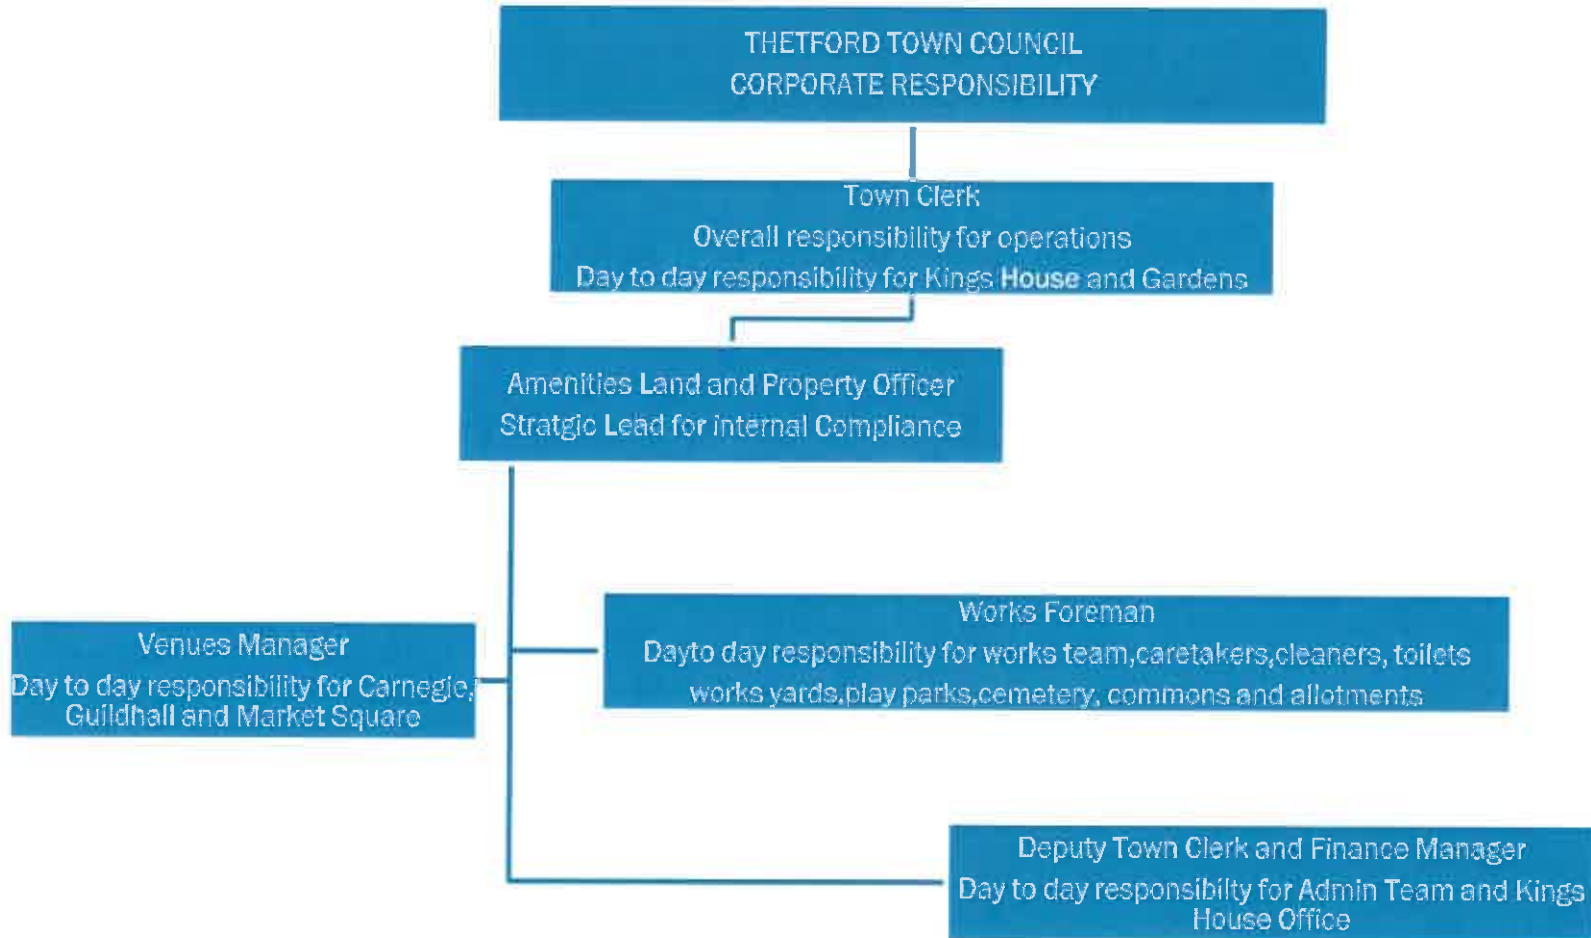 THETFORD TOWN COUNCIL
CORPORATE RESPONSIBILITY
Town Clerk
Overall responsibility for operations
Day to day responsibility for Kings House and Gardens
Amenities Land and Property Officer
Stratgic Lead for internal Compliance
Venues Manager
Day to day responsibility for Carnegie,
Guildhall and Market Square
Works Foreman
Dayto day responsibility for works team,caretakers,cleaners, toilets
works yards,play parks,cemetery, commons and allotments
Deputy Town Clerk and Finance Manager
Day to day responsibilty for Admin Team and Kings
House Office